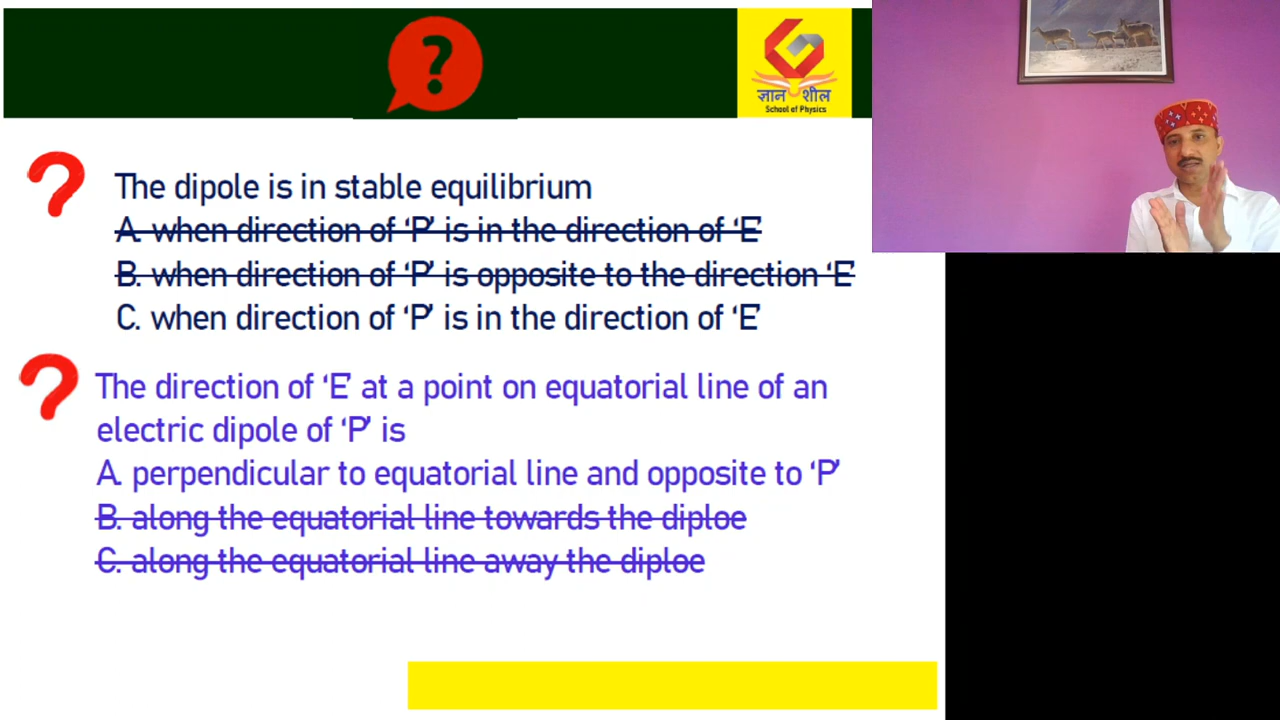 ?
ज्ञान शील
School of Physics
?
The dipole is in stable equilibrium
A. when direction of ‘P’ is in the direction of ‘E’
B. when direction of ‘P’ is opposite to the direction ‘E’
C. when direction of ‘P’ is in the direction of ‘E’
?
The direction of ‘E’ at a point on equatorial line of an
electric dipole of ‘P’ is
A. perpendicular to equatorial line and opposite to ‘P’
B. along the equatorial line towards the diploe
C. along the equatorial line away the diploe